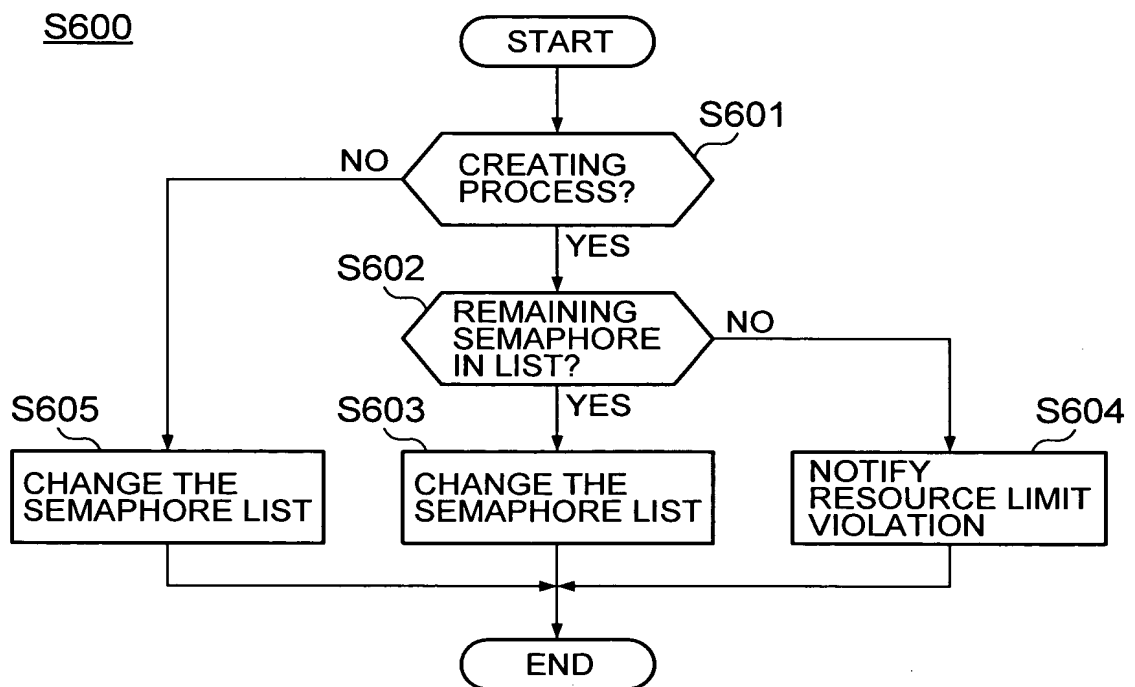 S600
START
S601
NO
CREATING
PROCESS?
YES
S602
REMAINING
SEMAPHORE
IN LIST?
NO
YES
S605
CHANGE THE
SEMAPHORE LIST
S603
CHANGE THE
SEMAPHORE LIST
S604
NOTIFY
RESOURCE LIMIT
VIOLATION
END